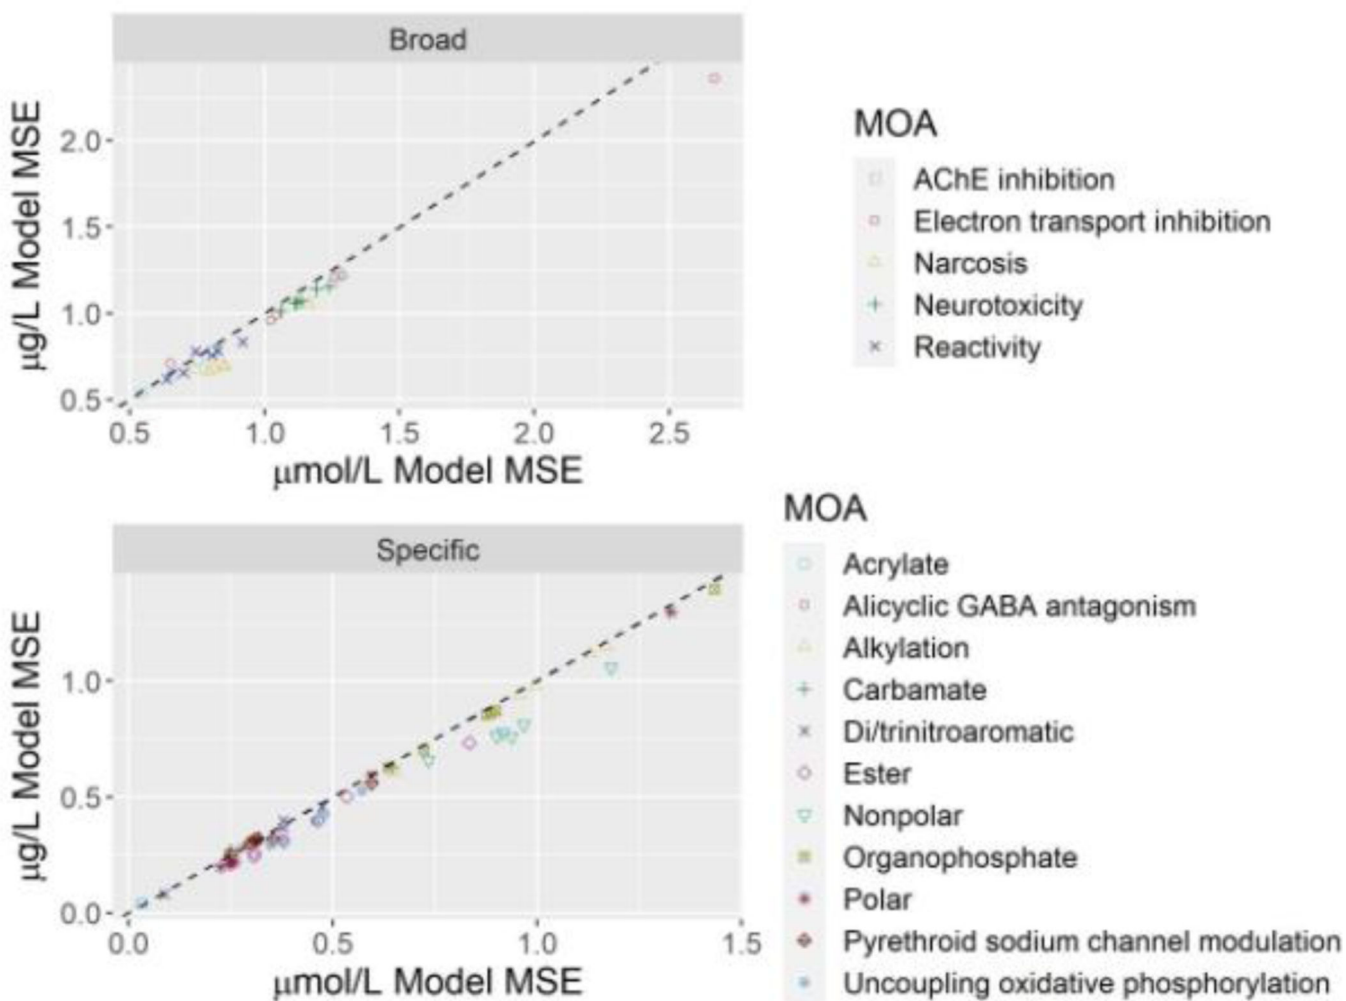 Broad
µg/L Model MSE
2.0
1.5
1.0
0.5
0.5 1.0 1.5 2.0 2.5
µmol/L Model MSE
MOA
AChE inhibition
Electron transport inhibition
Narcosis
Neurotoxicity
Reactivity
Specific
µg/L Model MSE
1.0
0.5
0.0
0.0 0.5 1.0 1.5
µmol/L Model MSE
MOA
Acrylate
Alicyclic GABA antagonism
Alkylation
Carbamate
Di/trinitroaromatic
Ester
Nonpolar
Organophosphate
Polar
Pyrethroid sodium channel modulation
Uncoupling oxidative phosphorylation